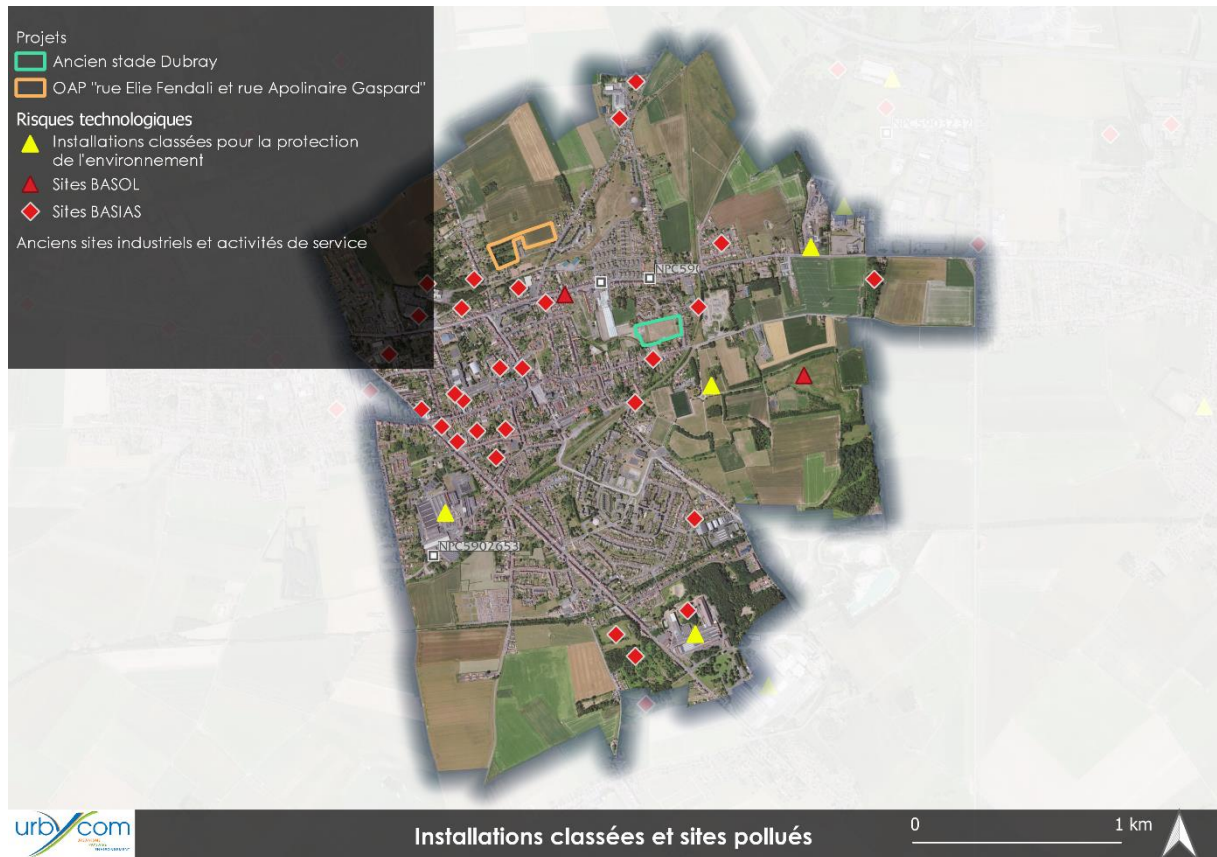 Projets
Ancien stade Dubray
OAP "rue Elie Fendali et rue Apolinaire Gaspard"
Risques technologiques
Installations classées pour la protection
de l'environnement
Sites BASOL
Sites BASIAS
Anciens sites industriels et activités de service
NPC590
NPC5902653
urbycom
Installations classées et sites pollués
0
1 km